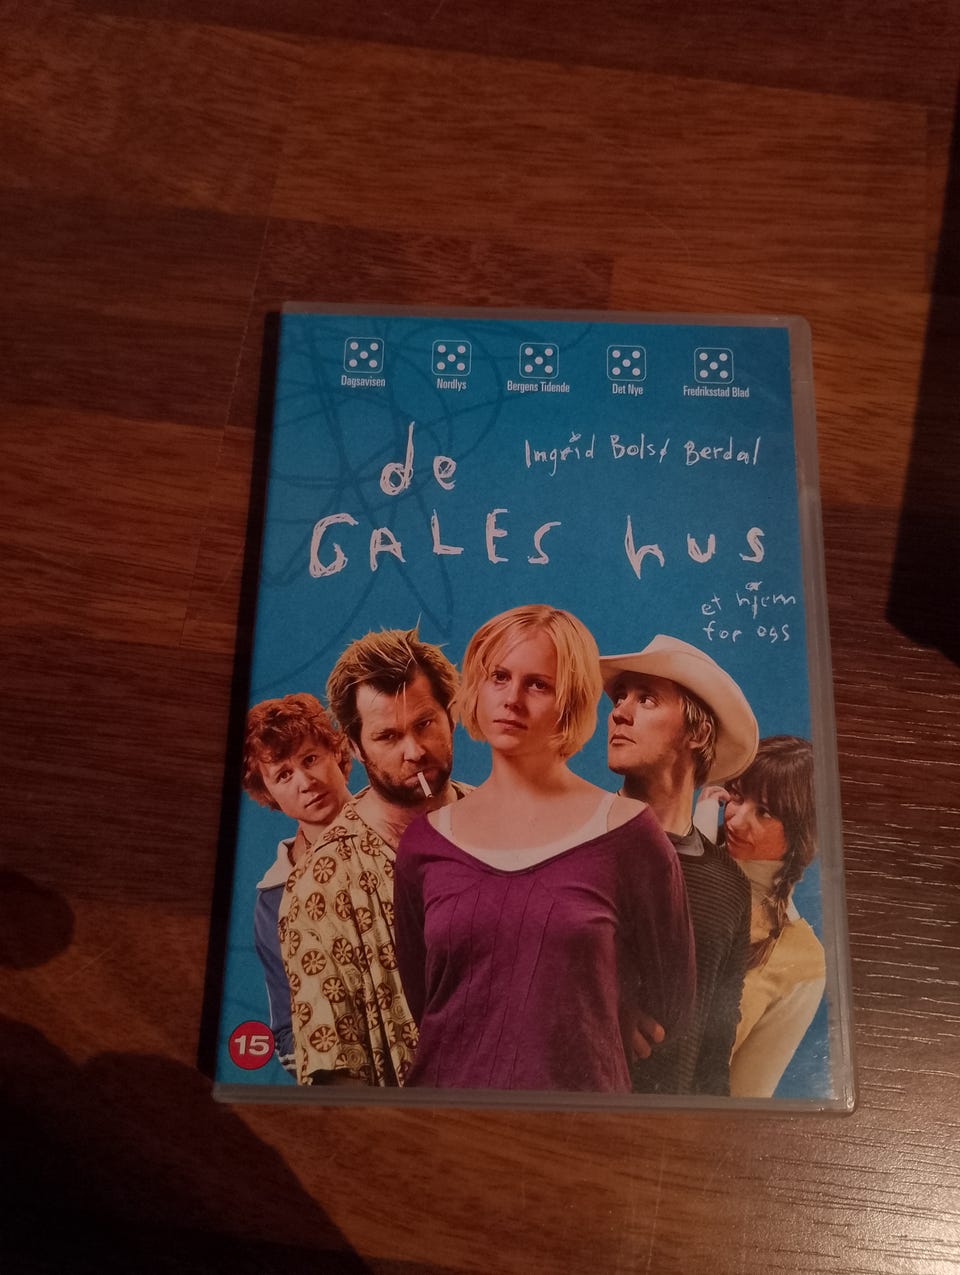 Dagsavisen Nordlys Bergens Tidende Det Nye Fredriksstad Blad
de Ingrid Bolsø Berdal
GALES hus
et hjem
for oss
15